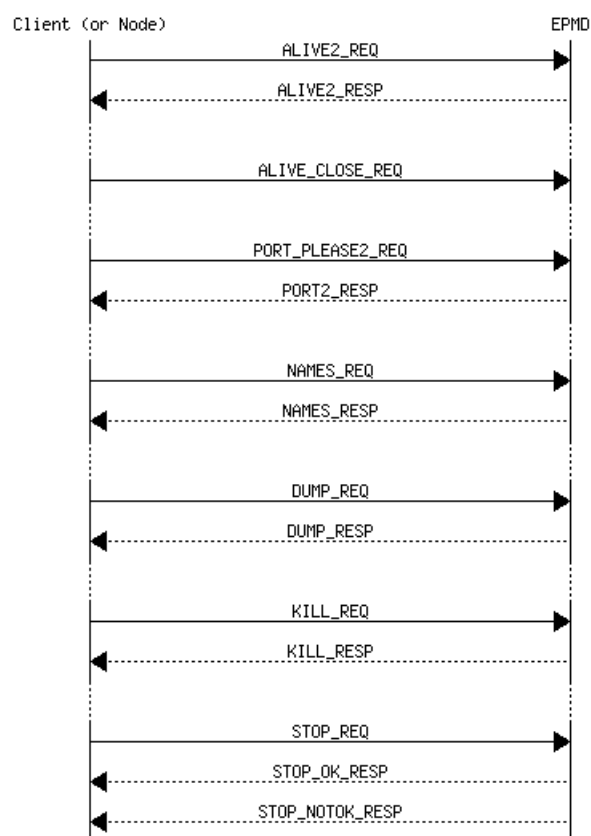 Client (or Node) EPMD
ALIVE2_REQ
ALIVE2_RESP
ALIVE_CLOSE_REQ
PORT_PLEASE2_REQ
PORT2_RESP
NAMES_REQ
NAMES_RESP
DUMP_REQ
DUMP_RESP
KILL_REQ
KILL_RESP
STOP_REQ
STOP_OK_RESP
STOP_NOTOK_RESP